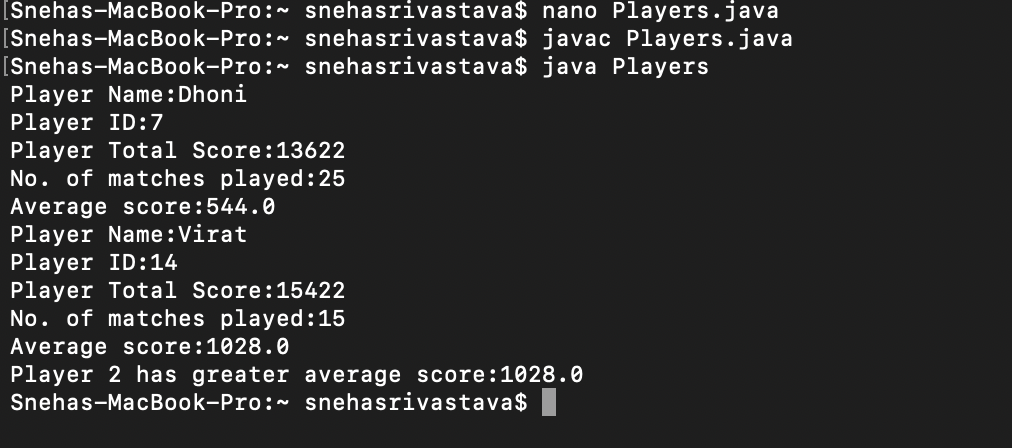 [Snehas-MacBook-Pro:~ snehasrivastava$ nano Players.java
[Snehas-MacBook-Pro:~ snehasrivastava$ javac Players.java
[Snehas-MacBook-Pro:~ snehasrivastava$ java Players
Player Name:Dhoni
Player ID:7
Player Total Score:13622
No. of matches played:25
Average score:544.0
Player Name:Virat
Player ID:14
Player Total Score:15422
No. of matches played:15
Average score:1028.0
Player 2 has greater average score:1028.0
Snehas-MacBook-Pro:~ snehasrivastava$